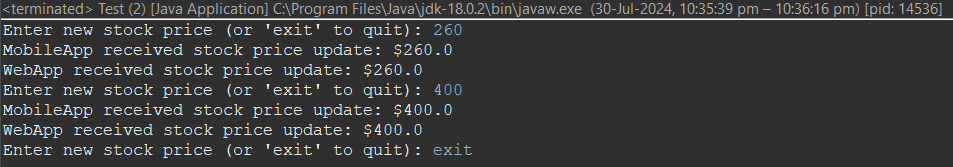 <terminated> Test (2) [Java Application] C:\Program Files\Java\jdk-18.0.2\bin\javaw.exe (30-Jul-2024, 10:35:39 pm – 10:36:16 pm) [pid: 14536]
Enter new stock price (or 'exit' to quit): 260
MobileApp received stock price update: $260.0
WebApp received stock price update: $260.0
Enter new stock price (or 'exit' to quit): 400
MobileApp received stock price update: $400.0
WebApp received stock price update: $400.0
Enter new stock price (or 'exit' to quit): exit